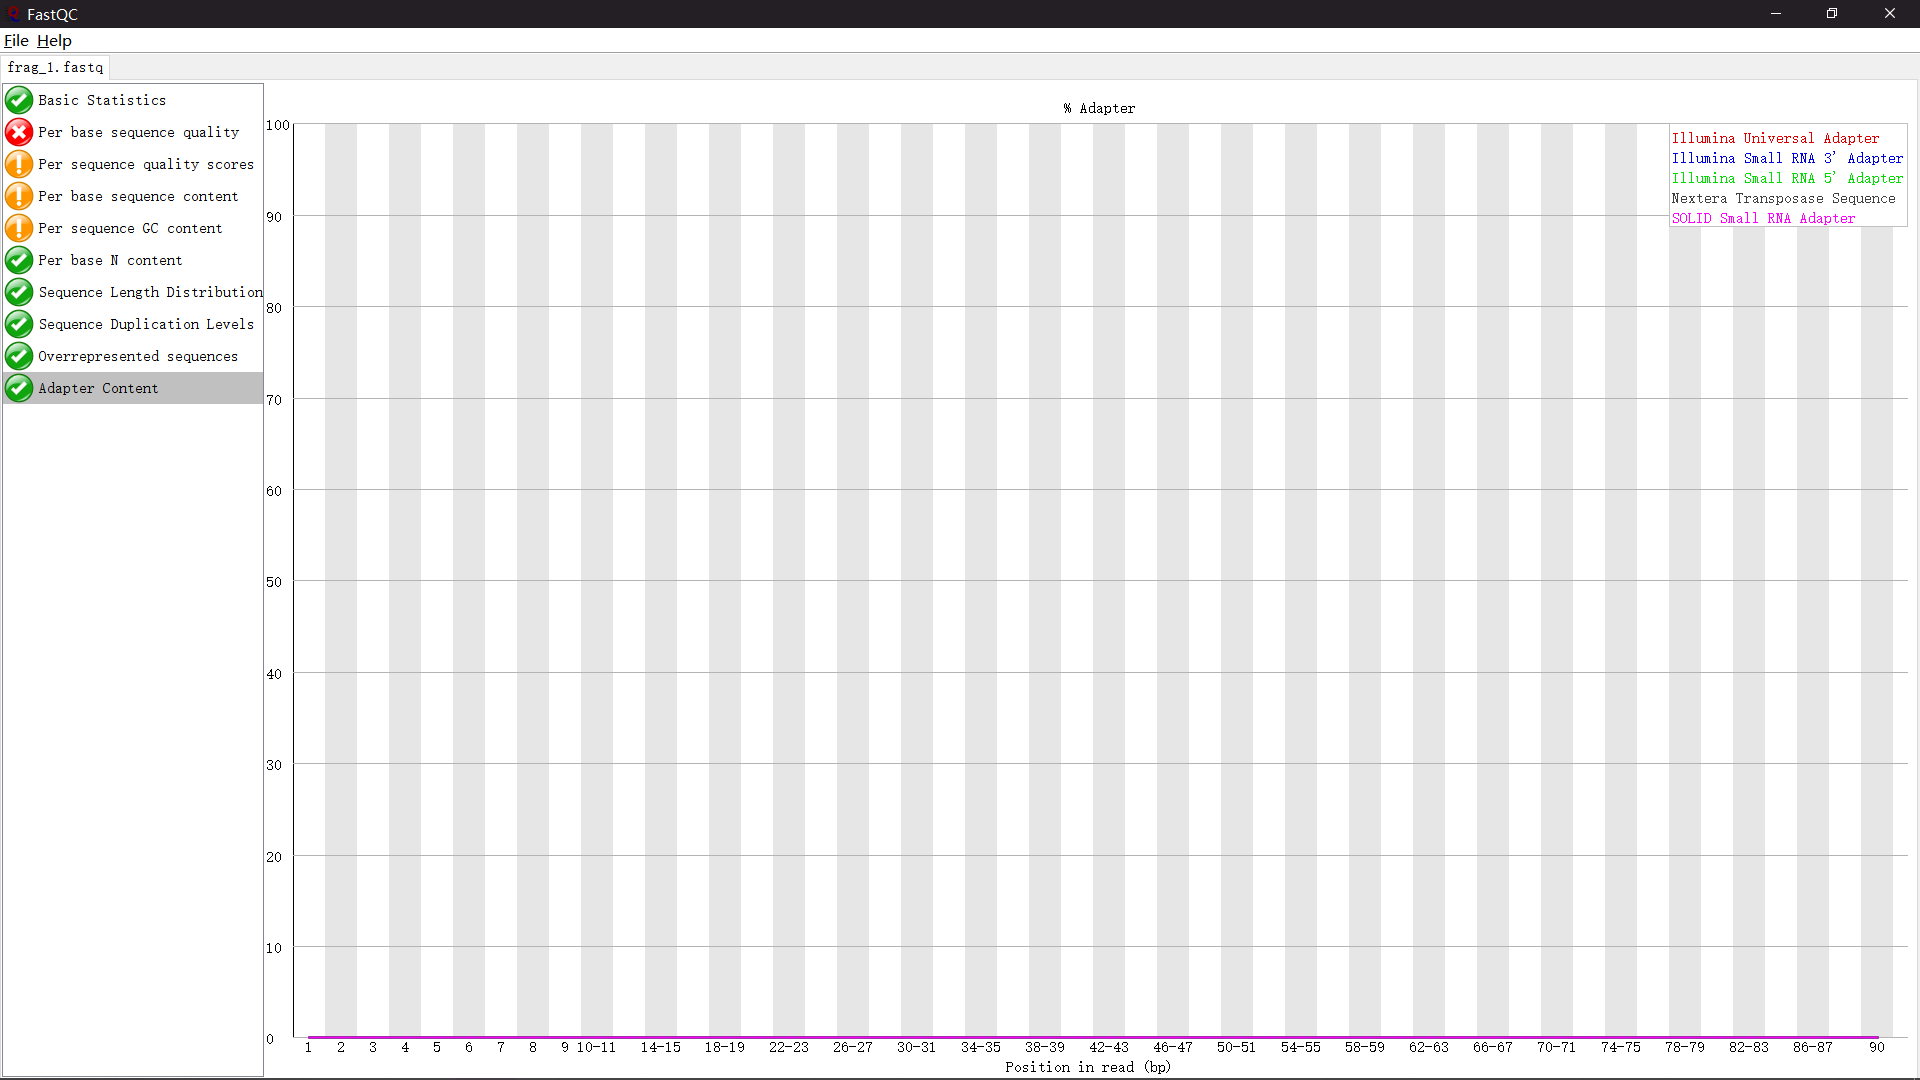 FastQC
File Help
frag_1.fastq
Basic Statistics
Per base sequence quality
Per sequence quality scores
Per base sequence content
Per sequence GC content
Per base N content
Sequence Length Distribution
Sequence Duplication Levels
Overrepresented sequences
Adapter Content
% Adapter
Illumina Universal Adapter
Illumina Small RNA 3' Adapter
Illumina Small RNA 5' Adapter
Nextera Transposase Sequence
SOLID Small RNA Adapter
100
90
80
70
60
50
40
30
20
10
0
1 2 3 4 5 6 7 8 9 10-11 14-15 18-19 22-23 26-27 30-31 34-35 38-39 42-43 46-47 50-51 54-55 58-59 62-63 66-67 70-71 74-75 78-79 82-83 86-87 90
Position in read (bp)